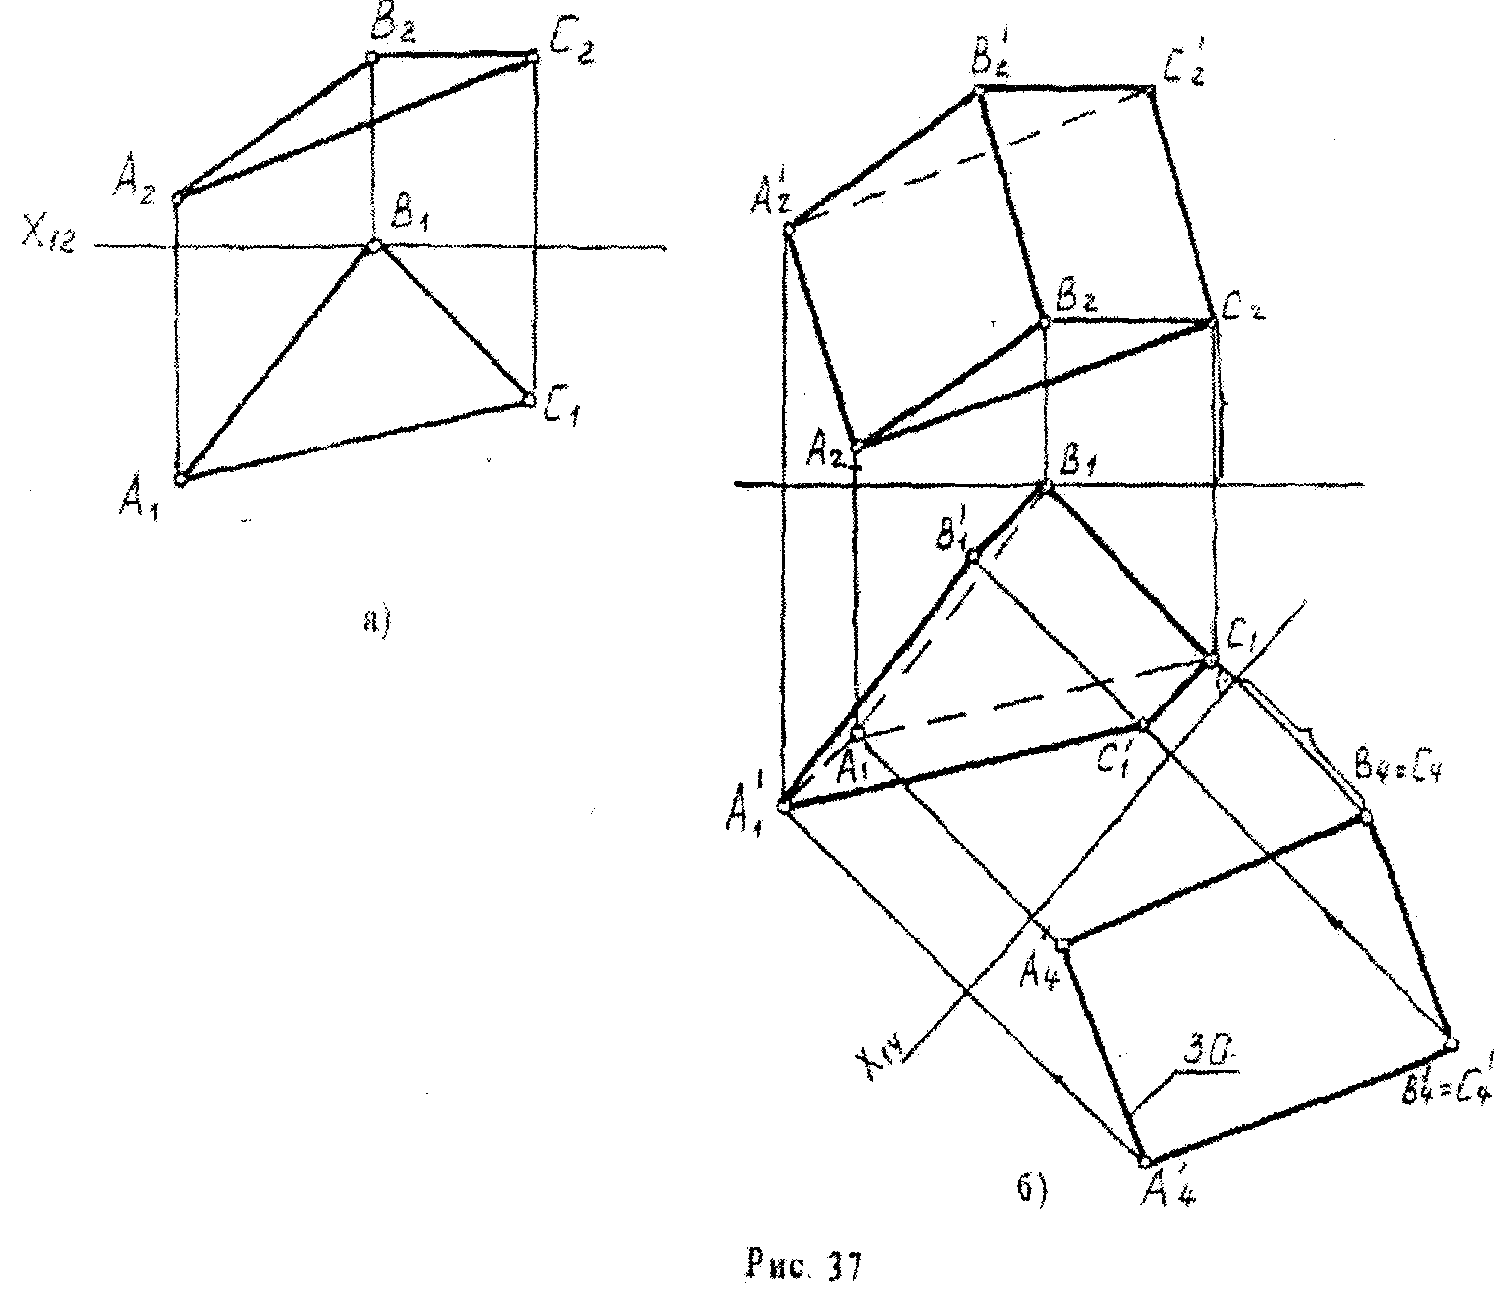 B₂
C₂
A₂
X₁₂
B₁
C₁
A₁
а)
B₂'
C₂'
A₂'
B₂
C₂
A₂
B₁
B₁'
C₁
A₁
C₁'
B₄=C₄
A₁'
A₄
X₁₄
30
B₄'=C₄'
A₄'
б)
Рис. 37